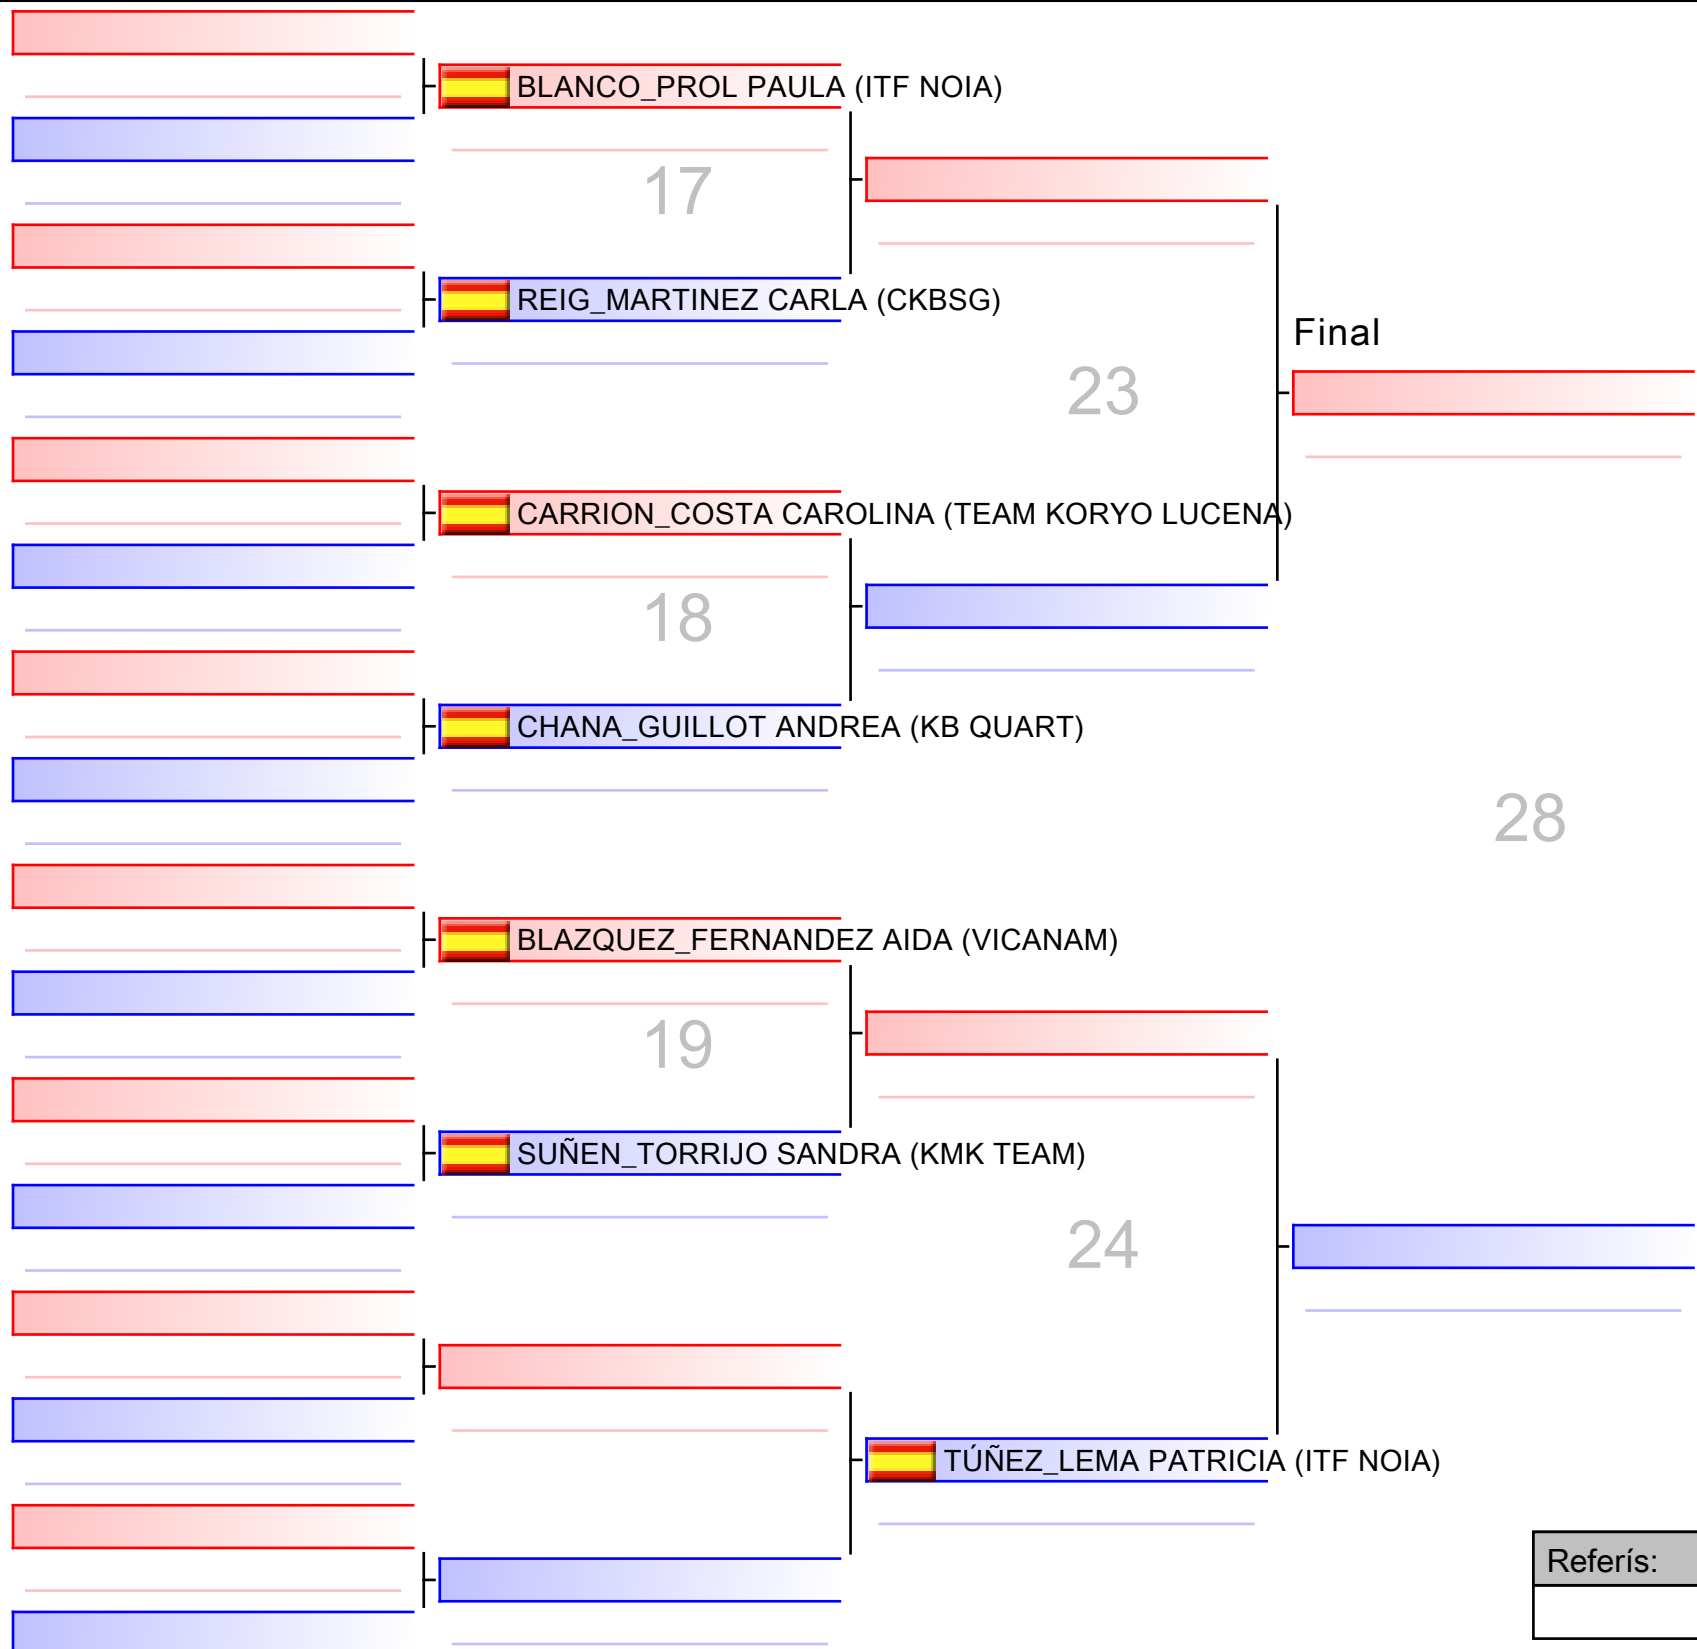 BLANCO_PROL PAULA (ITF NOIA)
17
REIG_MARTINEZ CARLA (CKBSG)
Final
23
CARRION_COSTA CAROLINA (TEAM KORYO LUCENA)
18
CHANA_GUILLOT ANDREA (KB QUART)
28
BLAZQUEZ_FERNANDEZ AIDA (VICANAM)
19
SUÑEN_TORRIJO SANDRA (KMK TEAM)
24
TÚÑEZ_LEMA PATRICIA (ITF NOIA)
Referís: